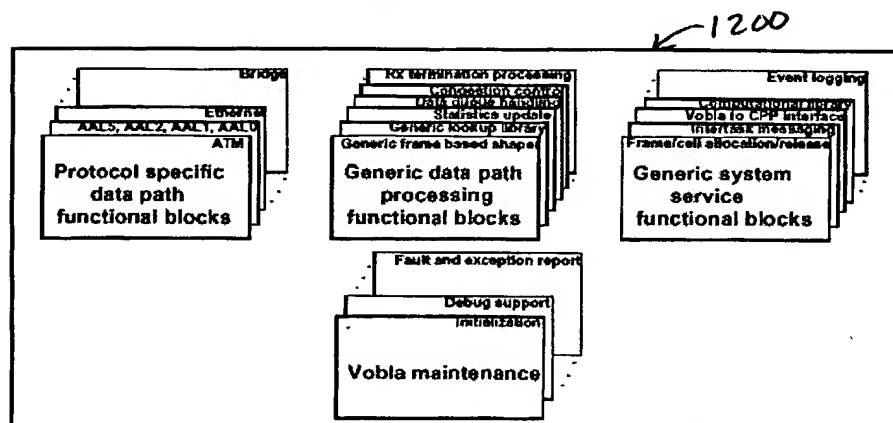 1200
Bridge
Ethernet
AAL5, AAL2, AAL1, AAL0
ATM
Protocol specific
data path
functional blocks
Rx termination processing
Congestion control
Data queue handling
Statistics update
Generic lookup library
Generic frame based shaper
Generic data path
processing
functional blocks
Event logging
Computational library
Vobla to CPP interface
Intertask messaging
Frame/cell allocation/release
Generic system
service
functional blocks
Fault and exception report
Debug support
Initialization
Vobla maintenance